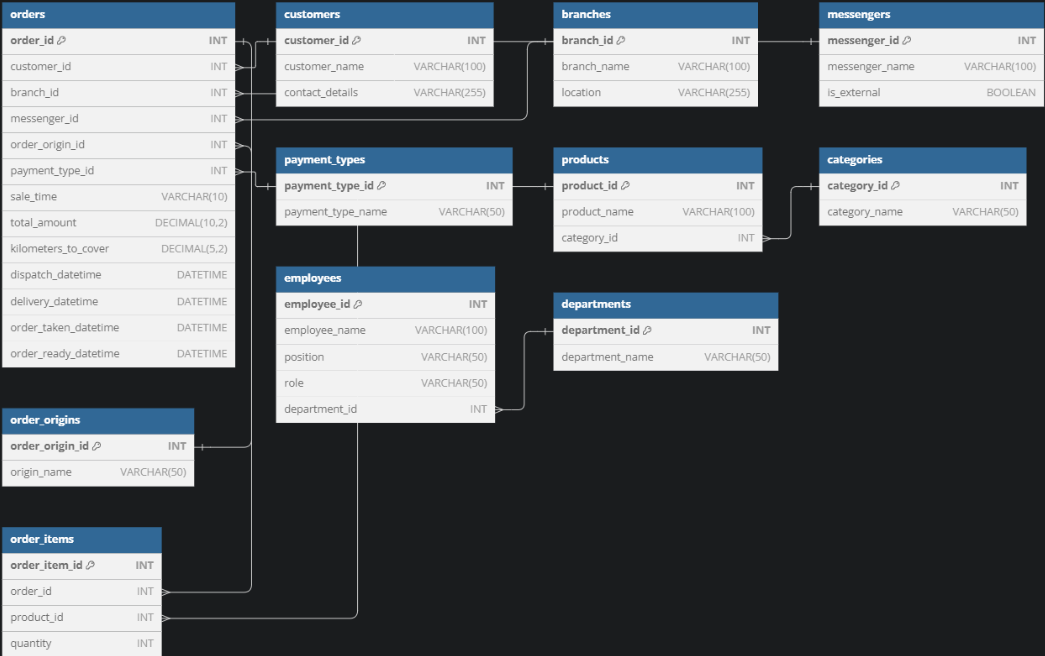 orders
order_id INT
customer_id INT
branch_id INT
messenger_id INT
order_origin_id INT
payment_type_id INT
sale_time VARCHAR(10)
total_amount DECIMAL(10,2)
kilometers_to_cover DECIMAL(5,2)
dispatch_datetime DATETIME
delivery_datetime DATETIME
order_taken_datetime DATETIME
order_ready_datetime DATETIME
customers
customer_id INT
customer_name VARCHAR(100)
contact_details VARCHAR(255)
branches
branch_id INT
branch_name VARCHAR(100)
location VARCHAR(255)
messengers
messenger_id INT
messenger_name VARCHAR(100)
is_external BOOLEAN
payment_types
payment_type_id INT
payment_type_name VARCHAR(50)
products
product_id INT
product_name VARCHAR(100)
category_id INT
categories
category_id INT
category_name VARCHAR(50)
employees
employee_id INT
employee_name VARCHAR(100)
position VARCHAR(50)
role VARCHAR(50)
department_id INT
departments
department_id INT
department_name VARCHAR(50)
order_origins
order_origin_id INT
origin_name VARCHAR(50)
order_items
order_item_id INT
order_id INT
product_id INT
quantity INT